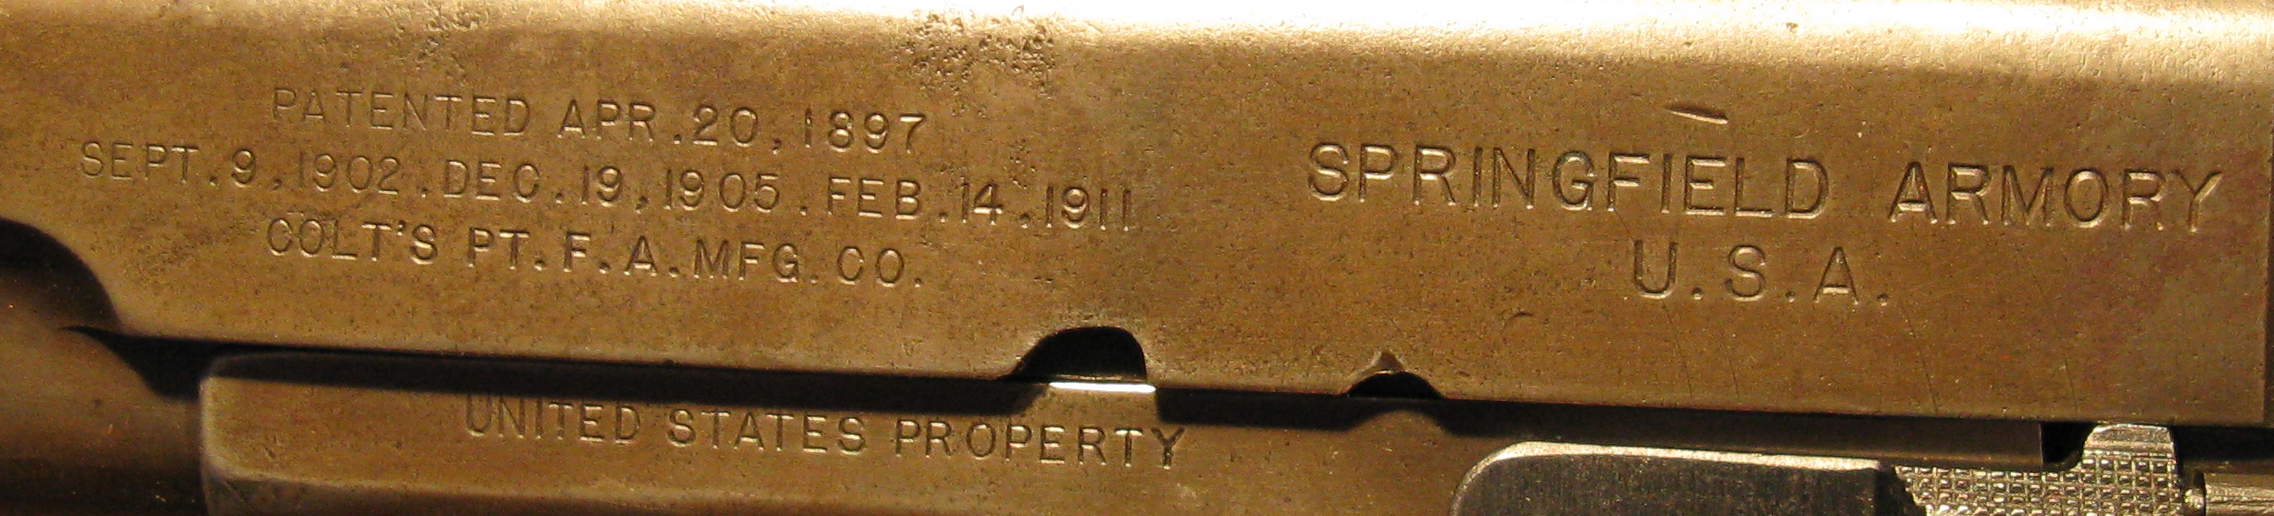 PATENTED APR.20,1897
SEPT.9,1902.DEC.19,1905.FEB.14.1911
COLT'S PT.F.A.MFG.CO.
SPRINGFIELD ARMORY
U.S.A.
UNITED STATES PROPERTY